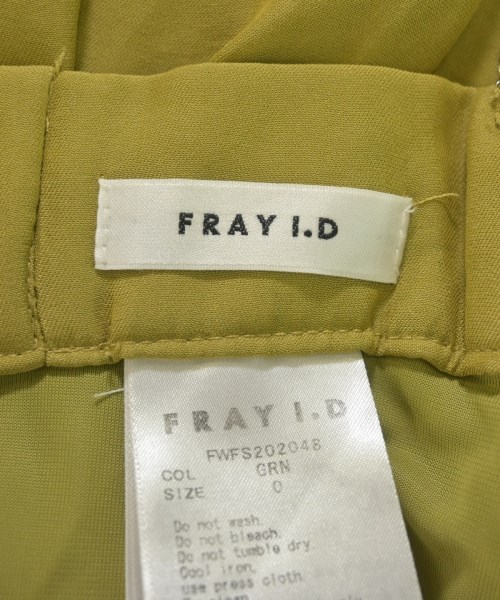 FRAY I.D
FRAY I.D
FWFS202048
COL GRN
SIZE 0
Do not wash.
Do not bleach.
Do not tumble dry.
Cool iron.
use press cloth.